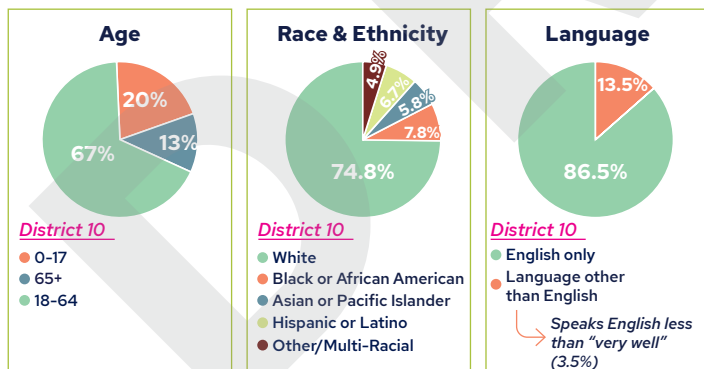 Age
20%
13%
67%
District 10
0-17
65+
18-64
Race & Ethnicity
4.9%
6.7%
5.8%
7.8%
74.8%
District 10
White
Black or African American
Asian or Pacific Islander
Hispanic or Latino
Other/Multi-Racial
Language
13.5%
86.5%
District 10
English only
Language other
than English
Speaks English less
than “very well”
(3.5%)